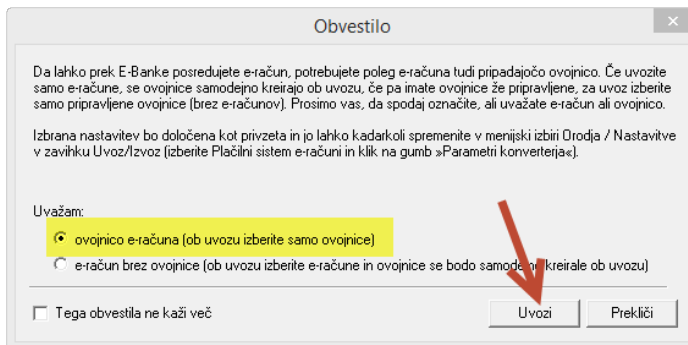 Obvestilo
Da lahko prek E-Banke posredujete e-račun, potrebujete poleg e-računa tudi pripadajočo ovojnico. Če uvozite
samo e-račune, se ovojnice samodejno kreirajo ob uvozu, če pa imate ovojnice že pripravljene, za uvoz izberite
samo pripravljene ovojnice (brez e-računov). Prosimo vas, da spodaj označite, ali uvažate e-račun ali ovojnico.
Izbrana nastavitev bo določena kot privzeta in jo lahko kadarkoli spremenite v menijski izbiri Orodja / Nastavitve
v zavihku Uvoz/Izvoz (izberite Plačilni sistem e-računi in klik na gumb »Parametri konverterja«).
Uvažam:
ovojnico e-računa (ob uvozu izberite samo ovojnice)
e-račun brez ovojnice (ob uvozu izberite e-račune in ovojnice se bodo samodejno kreirale ob uvozu)
Tega obvestila ne kaži več
Uvozi
Prekliči